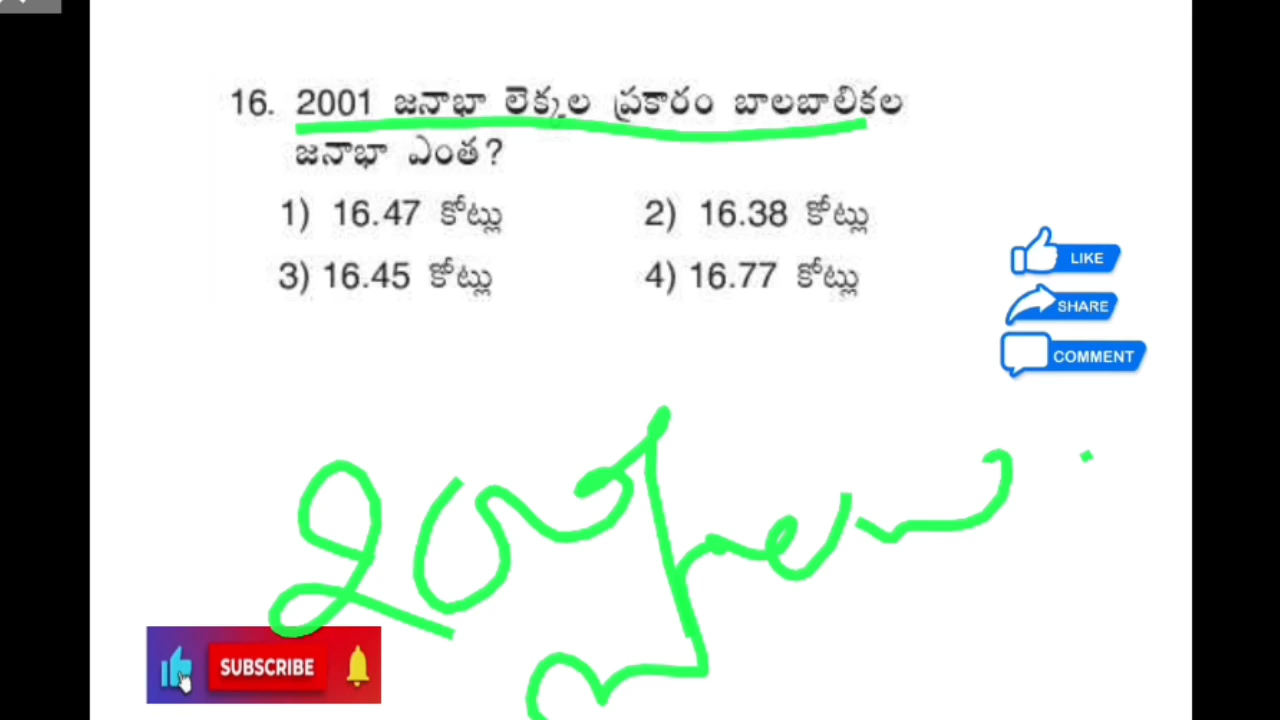 16. 2001 జనాభా లెక్కల ప్రకారం బాలబాలికల
జనాభా ఎంత?
1) 16.47 కోట్లు
2) 16.38 కోట్లు
3) 16.45 కోట్లు
4) 16.77 కోట్లు
LIKE
SHARE
COMMENT
SUBSCRIBE